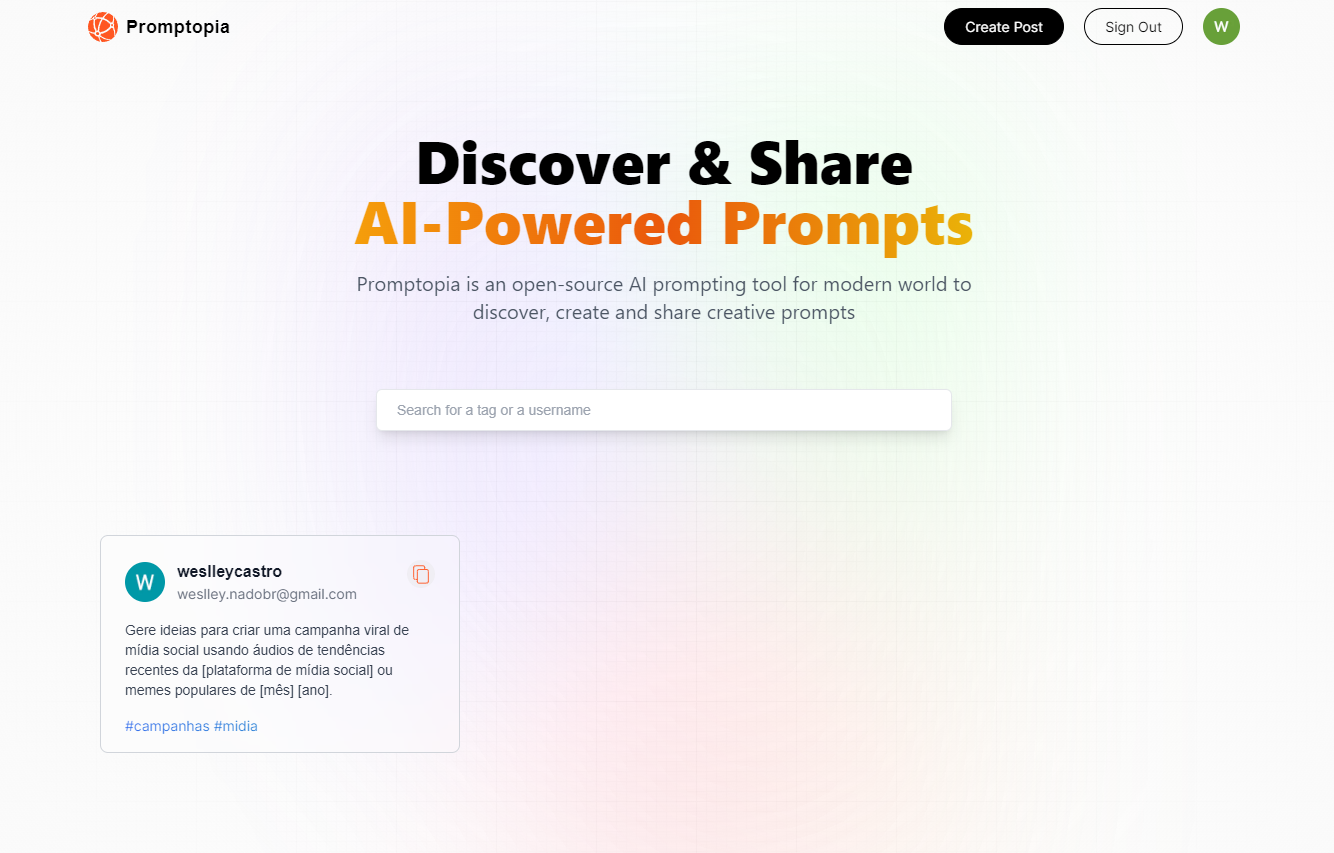 Promptopia
Create Post
Sign Out
W
Discover & Share
AI-Powered Prompts
Promptopia is an open-source AI prompting tool for modern world to
discover, create and share creative prompts
Search for a tag or a username
W
weslleycastro
weslley.nadobr@gmail.com
Gere ideias para criar uma campanha viral de
mídia social usando áudios de tendências
recentes da [plataforma de mídia social] ou
memes populares de [mês] [ano].
#campanhas #midia